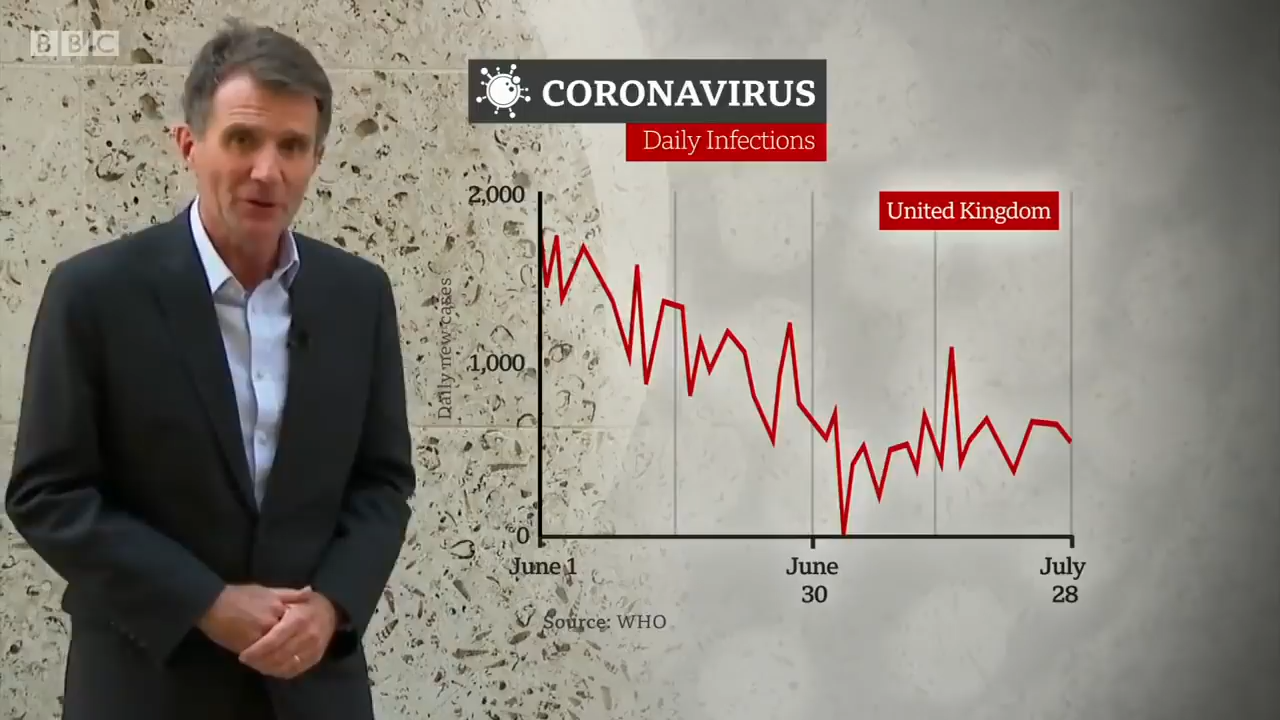 BBC
CORONAVIRUS
Daily Infections
2,000
United Kingdom
Daily new cases
1,000
0
June 1
June
30
July
28
Source: WHO